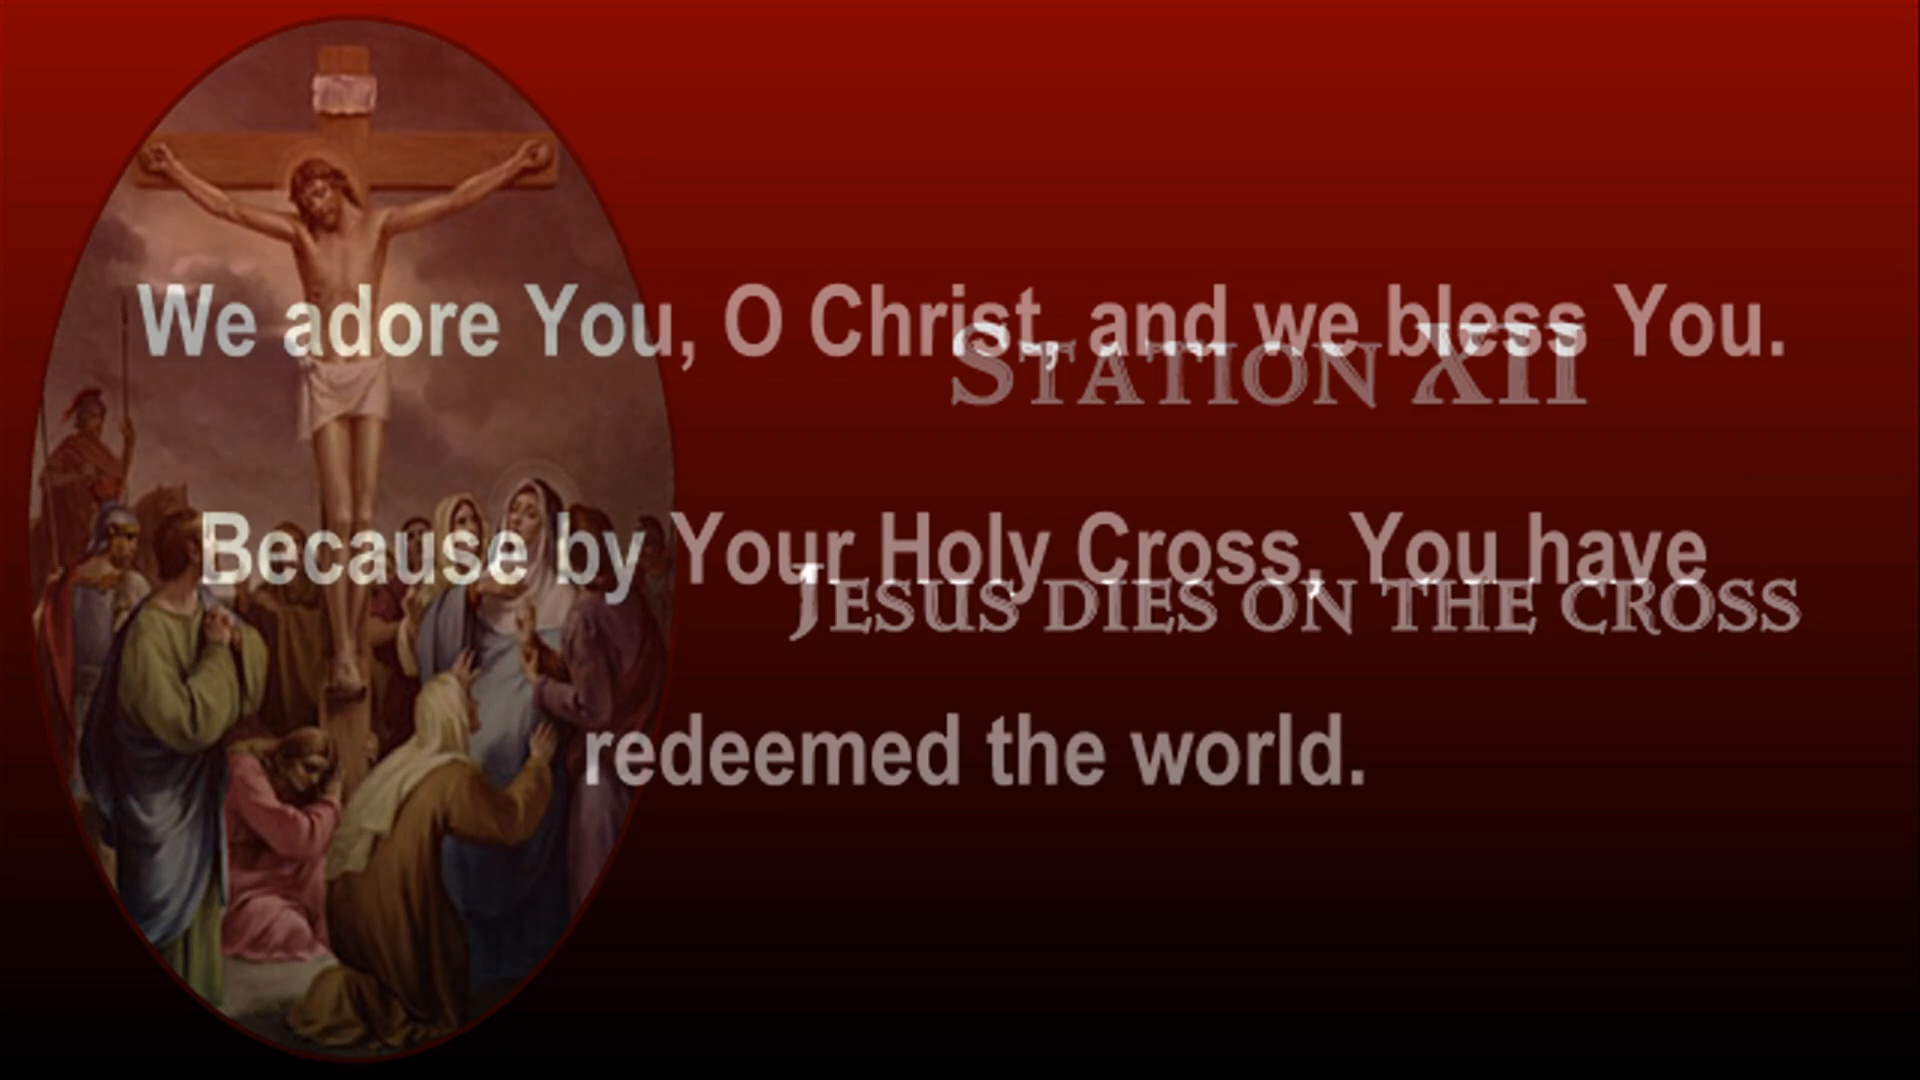 We adore You, O Christ, and we bless You.
STATION XII
Because by Your Holy Cross, You have
JESUS DIES ON THE CROSS
redeemed the world.